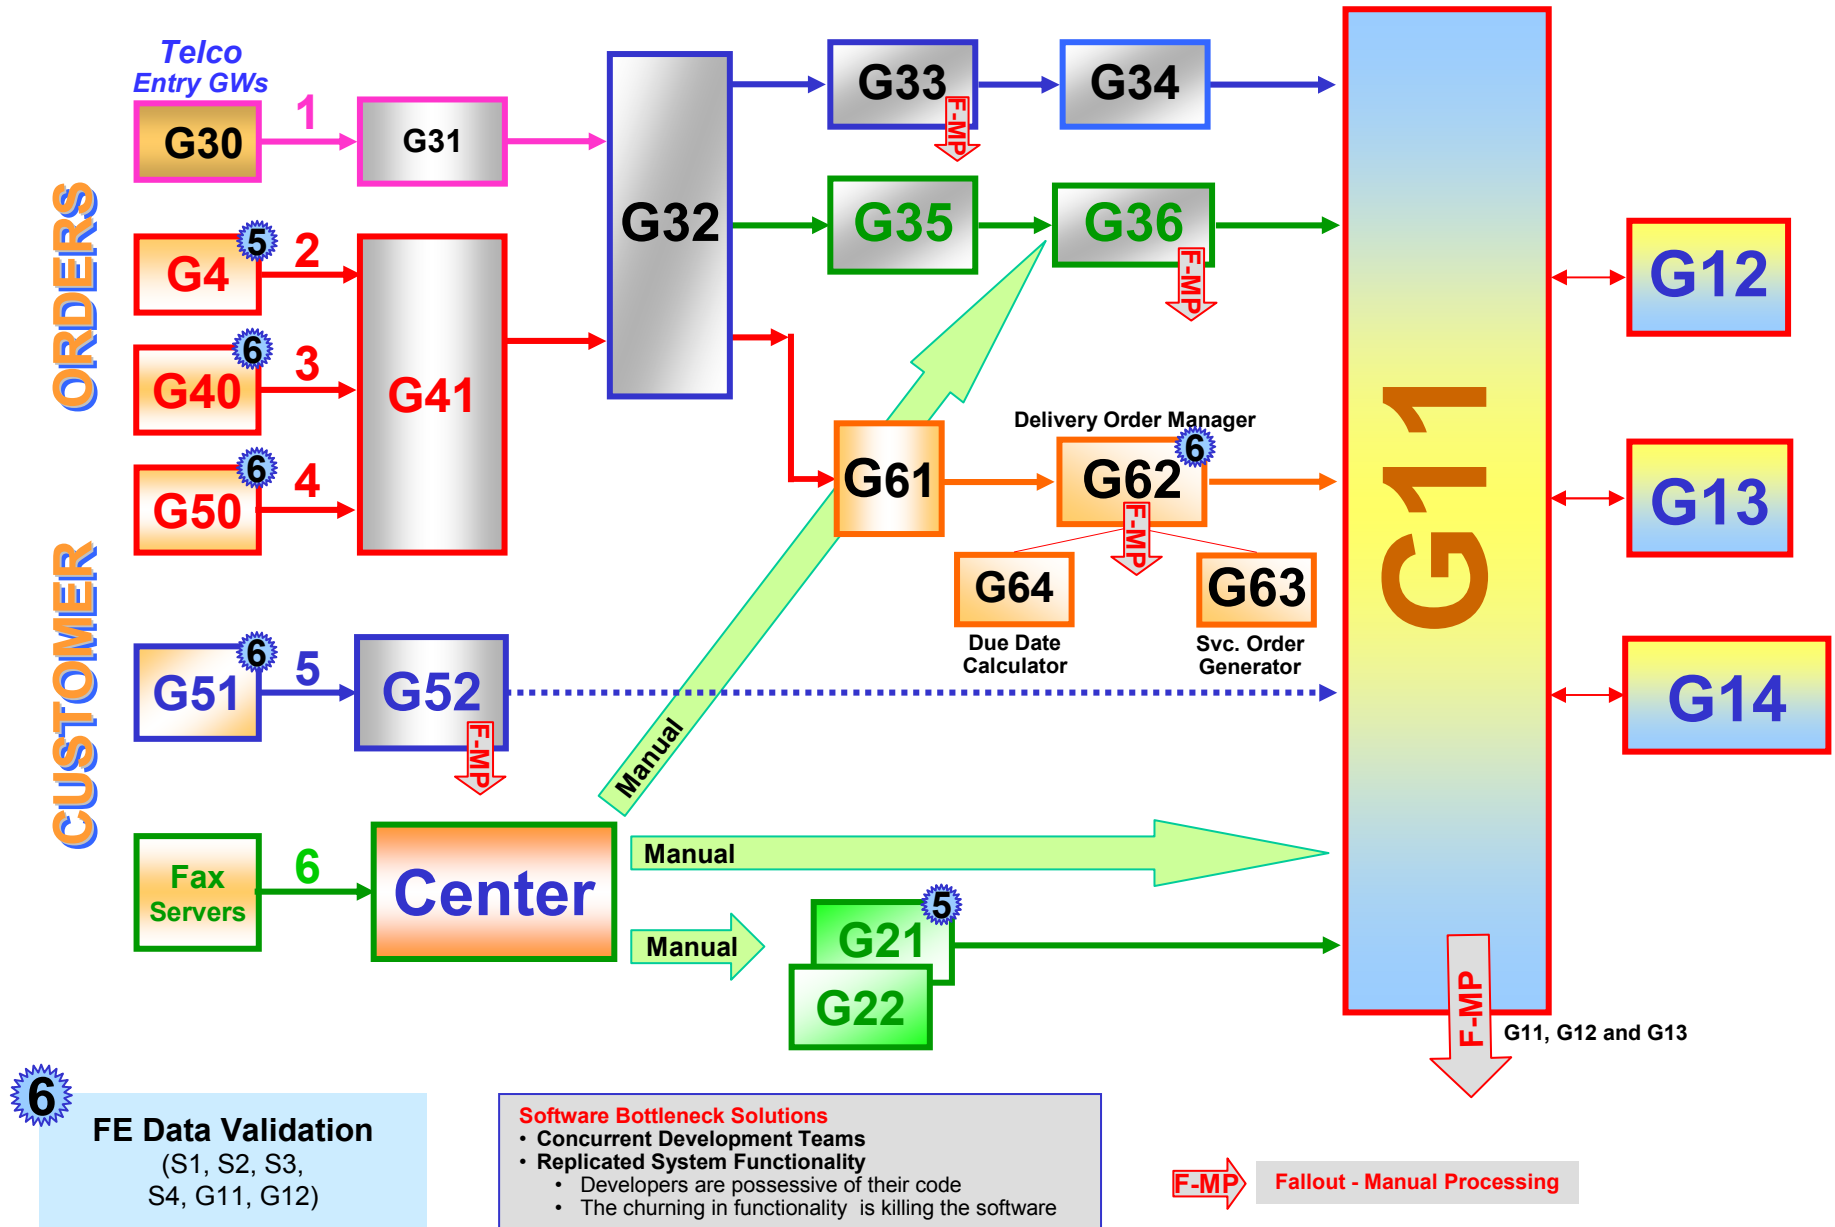 Telco
Entry GWs
CUSTOMER ORDERS
G30
1
G31
G32
G33
F-MP
G34
G35
G36
F-MP
G4
5
2
G40
6
3
G50
6
4
G41
G61
Delivery Order Manager
G62
6
F-MP
G64
Due Date
Calculator
G63
Svc. Order
Generator
G51
6
5
G52
F-MP
Manual
Fax
Servers
6
Center
Manual
Manual
G21
5
G22
G11
G12
G13
G14
F-MP
G11, G12 and G13
6
FE Data Validation
(S1, S2, S3,
S4, G11, G12)
Software Bottleneck Solutions
• Concurrent Development Teams
• Replicated System Functionality
• Developers are possessive of their code
• The churning in functionality is killing the software
F-MP
Fallout - Manual Processing